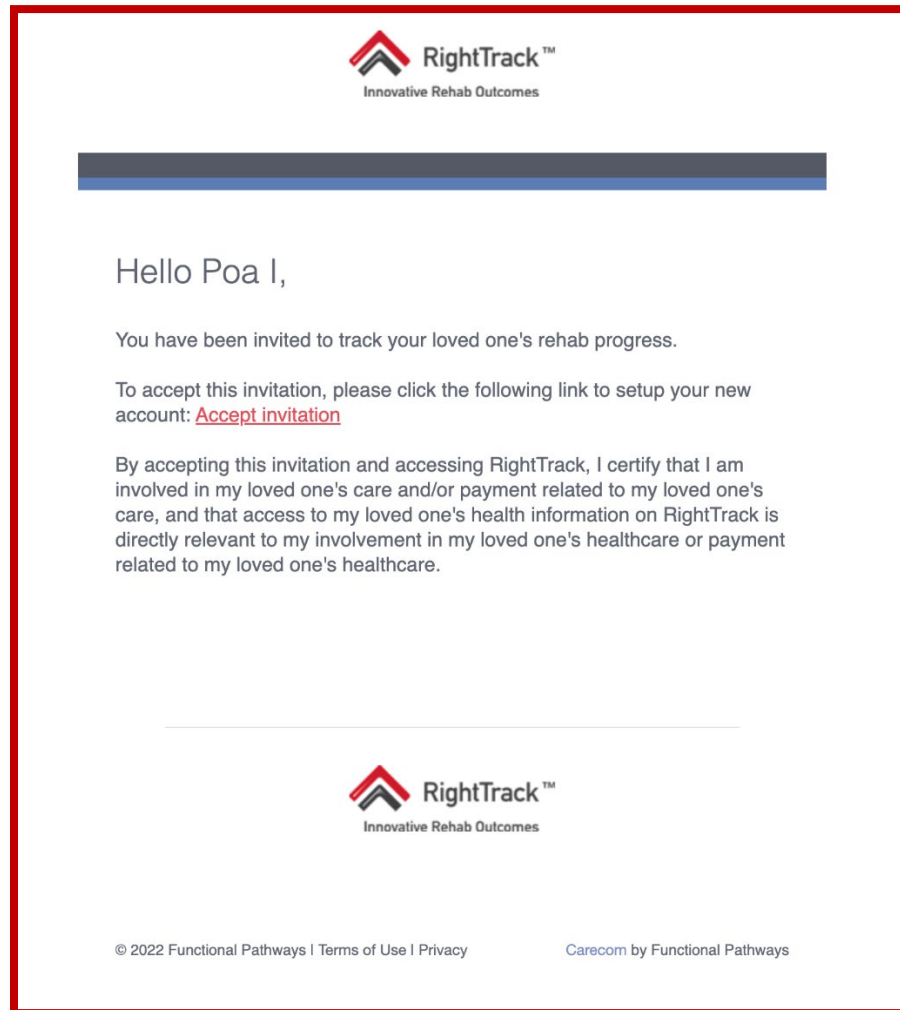 RightTrack™
Innovative Rehab Outcomes
Hello Poa I,
You have been invited to track your loved one's rehab progress.
To accept this invitation, please click the following link to setup your new
account: Accept invitation
By accepting this invitation and accessing RightTrack, I certify that I am
involved in my loved one's care and/or payment related to my loved one's
care, and that access to my loved one's health information on RightTrack is
directly relevant to my involvement in my loved one's healthcare or payment
related to my loved one's healthcare.
RightTrack™
Innovative Rehab Outcomes
© 2022 Functional Pathways | Terms of Use | Privacy
Carecom by Functional Pathways